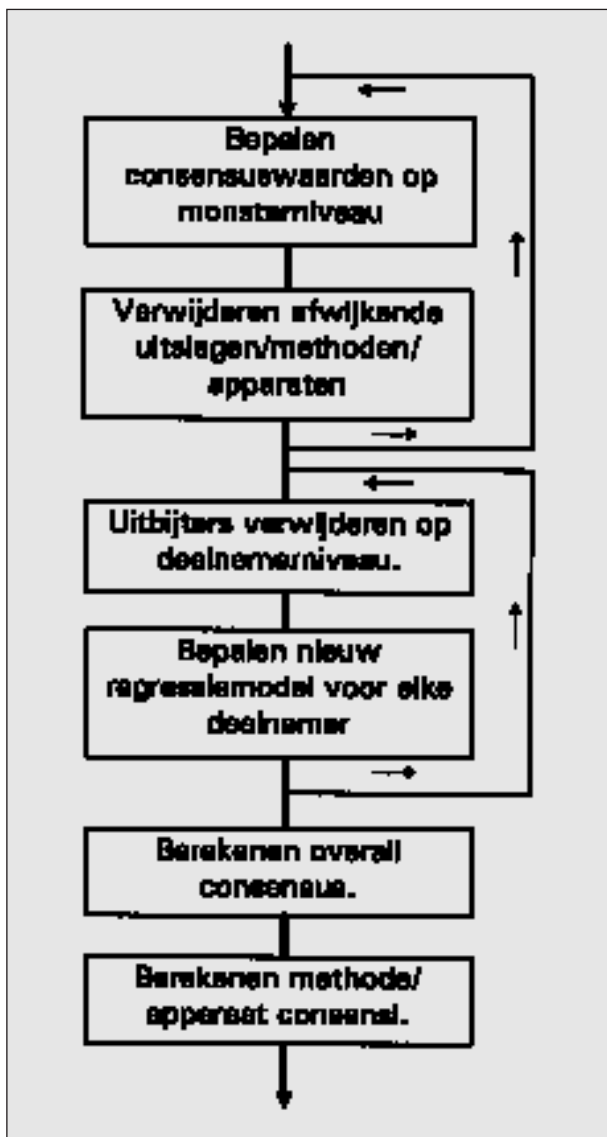 Bepalen
consensuswaarden op
monsterniveau
Verwijderen afwijkende
uitslagen/methoden/
apparaten
Uitbijters verwijderen op
deelnemerniveau.
Bepalen nieuw
regressiemodel voor elke
deelnemer
Berekenen overall
consensus.
Berekenen methode/
apparaat consensi.